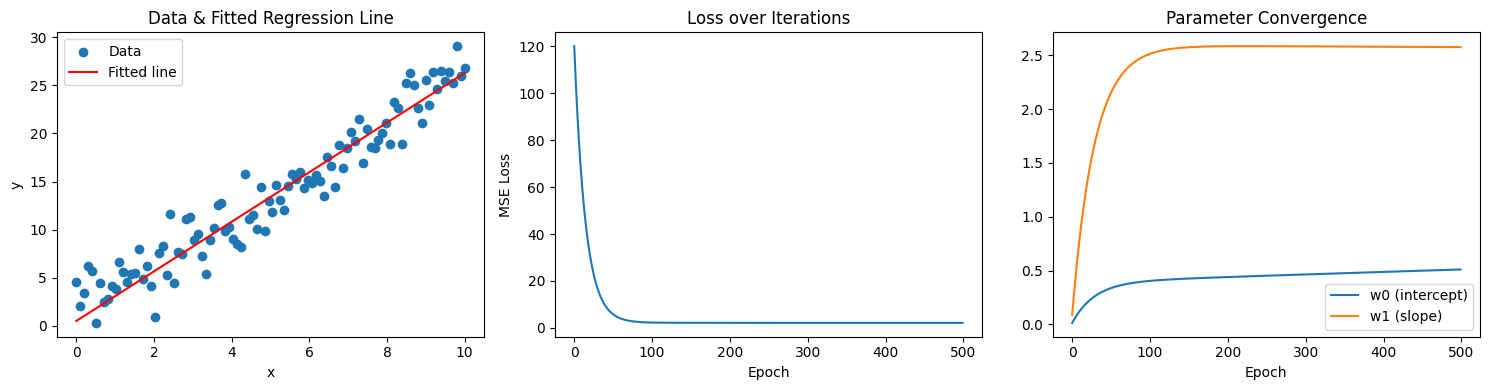 Data & Fitted Regression Line
30
25
20
15
10
5
0
y
0 2 4 6 8 10
x
Data
Fitted line
Loss over Iterations
120
100
80
60
40
20
0
MSE Loss
0 100 200 300 400 500
Epoch
Parameter Convergence
2.5
2.0
1.5
1.0
0.5
0.0
0 100 200 300 400 500
Epoch
w0 (intercept)
w1 (slope)